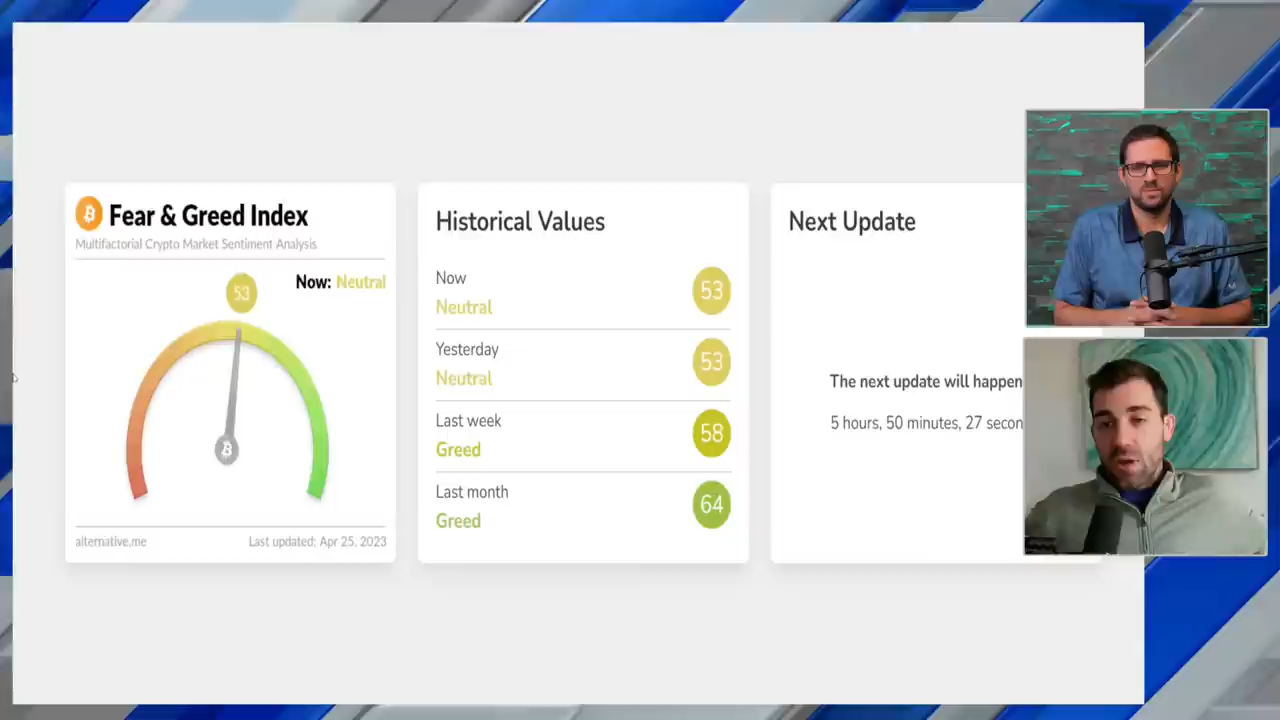 Fear & Greed Index
Multifactorial Crypto Market Sentiment Analysis
Now: Neutral
53
alternative.me
Last updated: Apr 25, 2023
Historical Values
Now
Neutral
53
Yesterday
Neutral
53
Last week
Greed
58
Last month
Greed
64
Next Update
The next update will happen
5 hours, 50 minutes, 27 secon